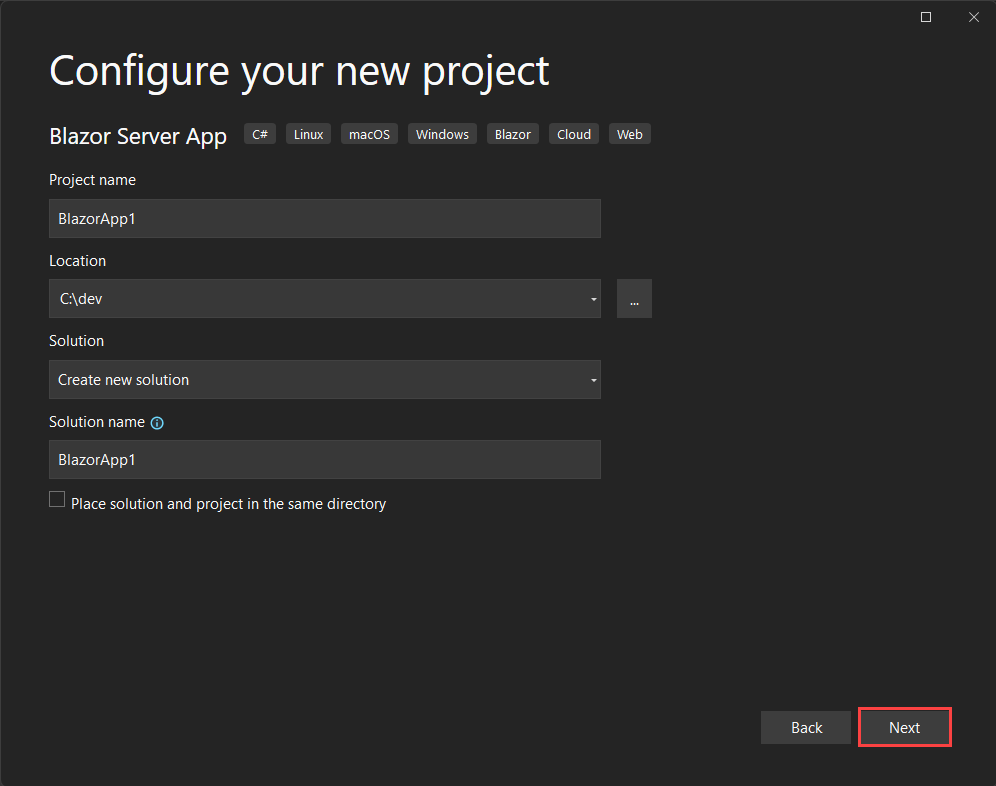 Configure your new project
Blazor Server App C# Linux macOS Windows Blazor Cloud Web
Project name
BlazorApp1
Location
C:\dev
...
Solution
Create new solution
Solution name
BlazorApp1
Place solution and project in the same directory
Back Next